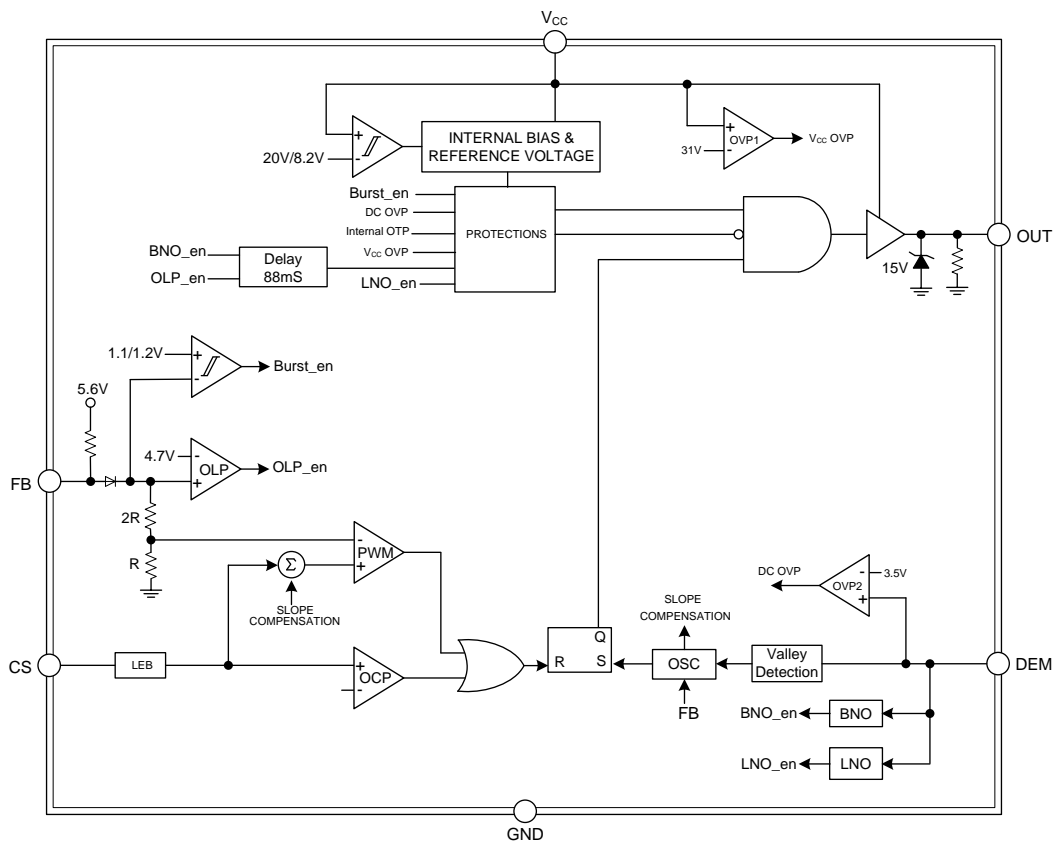 VCC
INTERNAL BIAS &
REFERENCE VOLTAGE
+
-
20V/8.2V
+
OVP1
-
31V
VCC OVP
Burst_en
DC OVP
Internal OTP
VCC OVP
LNO_en
PROTECTIONS
BNO_en
OLP_en
Delay
88mS
OUT
15V
1.1/1.2V
+
-
Burst_en
5.6V
4.7V
-
OLP
+
OLP_en
FB
2R
R
-
PWM
+
Σ
SLOPE
COMPENSATION
DC OVP
-
OVP2
+
3.5V
SLOPE
COMPENSATION
CS
LEB
+
OCP
-
Q
R
S
OSC
FB
Valley
Detection
DEM
BNO_en
BNO
LNO_en
LNO
GND